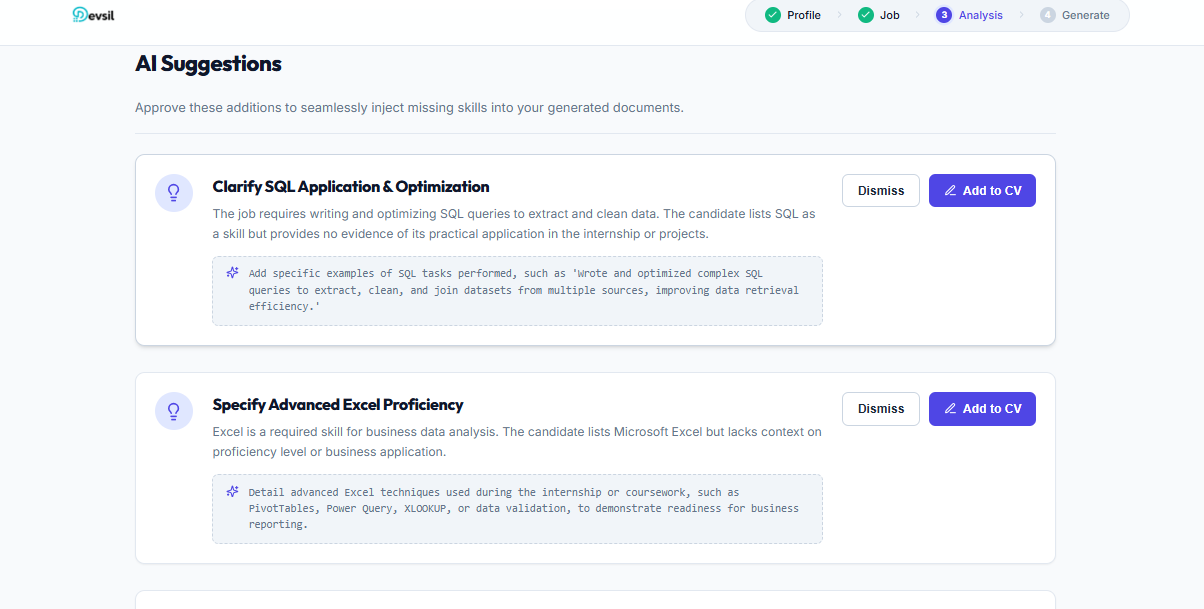 Devsil
Profile
Job
3 Analysis
4 Generate
AI Suggestions
Approve these additions to seamlessly inject missing skills into your generated documents.
Clarify SQL Application & Optimization
Dismiss
Add to CV
The job requires writing and optimizing SQL queries to extract and clean data. The candidate lists SQL as
a skill but provides no evidence of its practical application in the internship or projects.
Add specific examples of SQL tasks performed, such as 'Wrote and optimized complex SQL
queries to extract, clean, and join datasets from multiple sources, improving data retrieval
efficiency.'
Specify Advanced Excel Proficiency
Dismiss
Add to CV
Excel is a required skill for business data analysis. The candidate lists Microsoft Excel but lacks context on
proficiency level or business application.
Detail advanced Excel techniques used during the internship or coursework, such as
PivotTables, Power Query, XLOOKUP, or data validation, to demonstrate readiness for business
reporting.